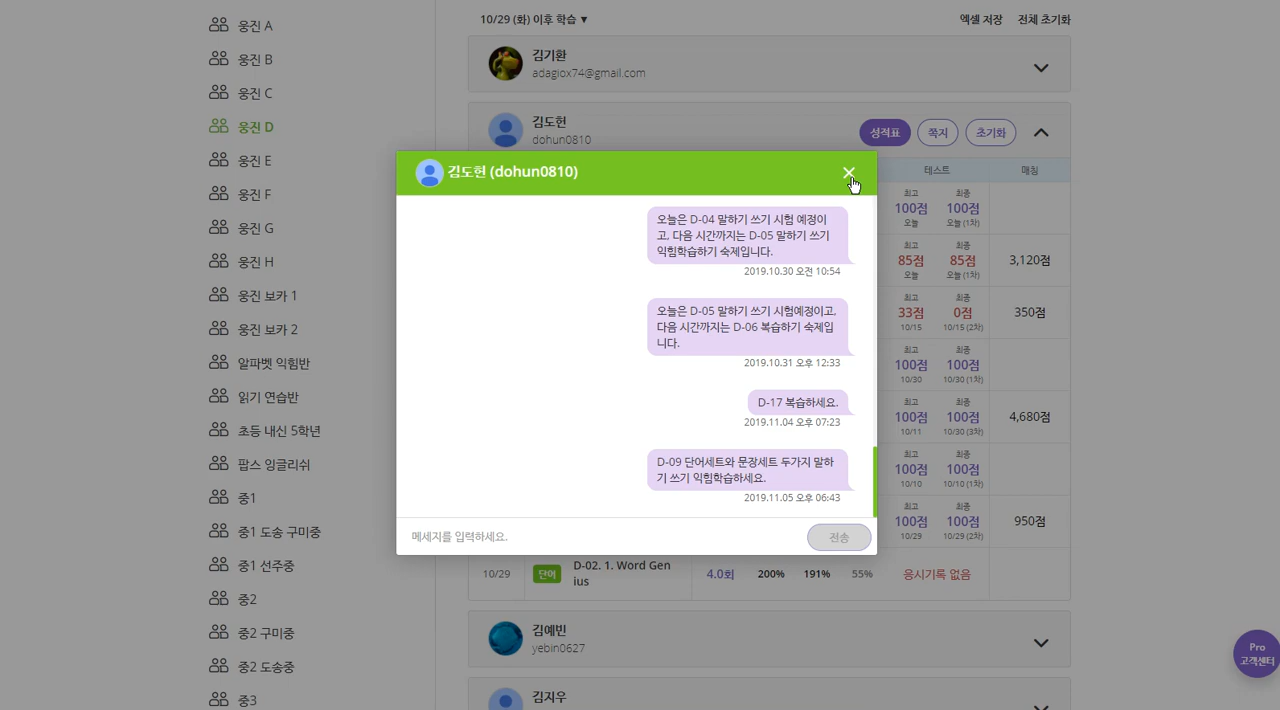 웅진 A
웅진 B
웅진 C
웅진 D
웅진 E
웅진 F
웅진 G
웅진 H
웅진 보카 1
웅진 보카 2
알파벳 익힘반
읽기 연습반
초등 내신 5학년
팝스 잉글리쉬
중1
중1 도송 구미중
중1 선주중
중2
중2 구미중
중2 도송중
중3
10/29 (화) 이후 학습 ▼
엑셀 저장 전체 초기화
김기환
adagiox74@gmail.com
김도현
dohun0810
성적표 쪽지 초기화
테스트 매칭
최고 최종
100점 100점
오늘 오늘 (1차)
최고 최종
85점 85점 3,120점
오늘 오늘 (1차)
최고 최종
33점 0점 350점
10/15 10/15 (2차)
최고 최종
100점 100점
10/30 10/30 (1차)
최고 최종
100점 100점 4,680점
10/11 10/30 (3차)
최고 최종
100점 100점
10/10 10/10 (1차)
최고 최종
100점 100점 950점
10/29 10/29 (2차)
김도현 (dohun0810)
오늘은 D-04 말하기 쓰기 시험 예정이
고, 다음 시간까지는 D-05 말하기 쓰기
익힘학습하기 숙제입니다.
2019.10.30 오전 10:54
오늘은 D-05 말하기 쓰기 시험예정이고,
다음 시간까지는 D-06 복습하기 숙제입
니다.
2019.10.31 오후 12:33
D-17 복습하세요.
2019.11.04 오후 07:23
D-09 단어세트와 문장세트 두가지 말하
기 쓰기 익힘학습하세요.
2019.11.05 오후 06:43
메세지를 입력하세요.
전송
10/29 단어 D-02. 1. Word Gen
ius
4.0회 200% 191% 55% 응시기록 없음
김예빈
yebin0627
김지우
Pro
고객센터